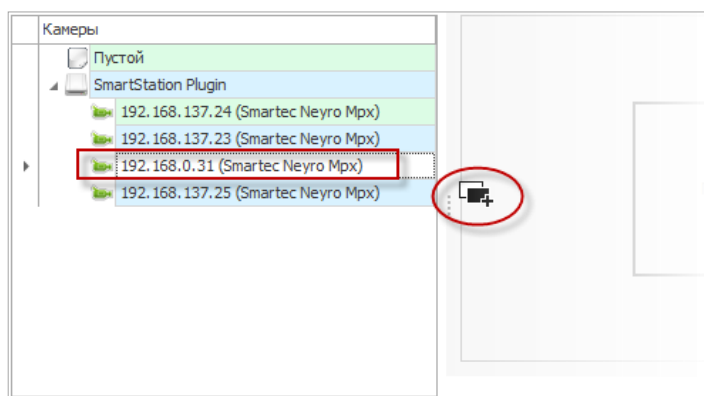 Камеры
Пустой
SmartStation Plugin
192.168.137.24 (Smartec Neyro Mpx)
192.168.137.23 (Smartec Neyro Mpx)
192.168.0.31 (Smartec Neyro Mpx)
192.168.137.25 (Smartec Neyro Mpx)